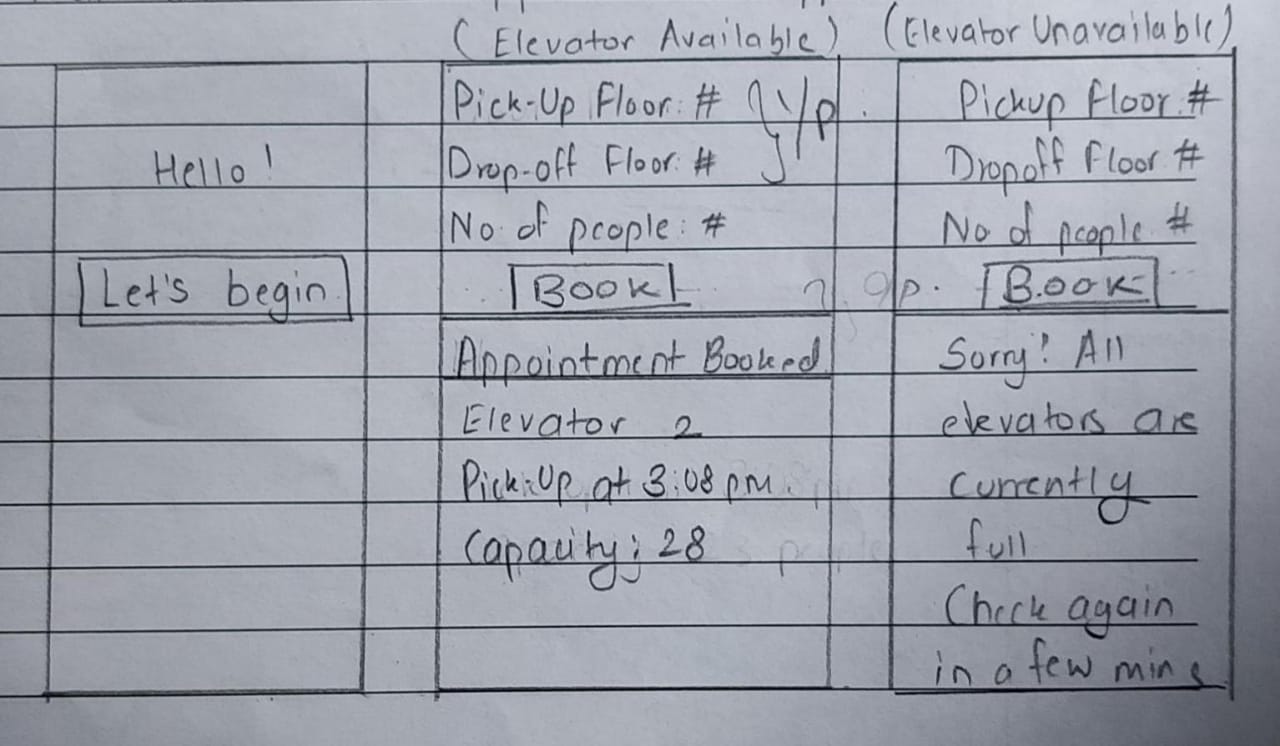 (Elevator Available)
(Elevator Unavailable)
Hello!
Let's begin
Pick-Up Floor: # } i/p
Drop-off Floor: #
No. of people: #
Book
Appointment Booked
Elevator 2
Pick-Up at 3:08 pm
Capacity; 28
o/p.
Pickup Floor: #
Dropoff Floor #
No of people #
Book
Sorry! All
elevators are
currently
full
Check again
in a few mins